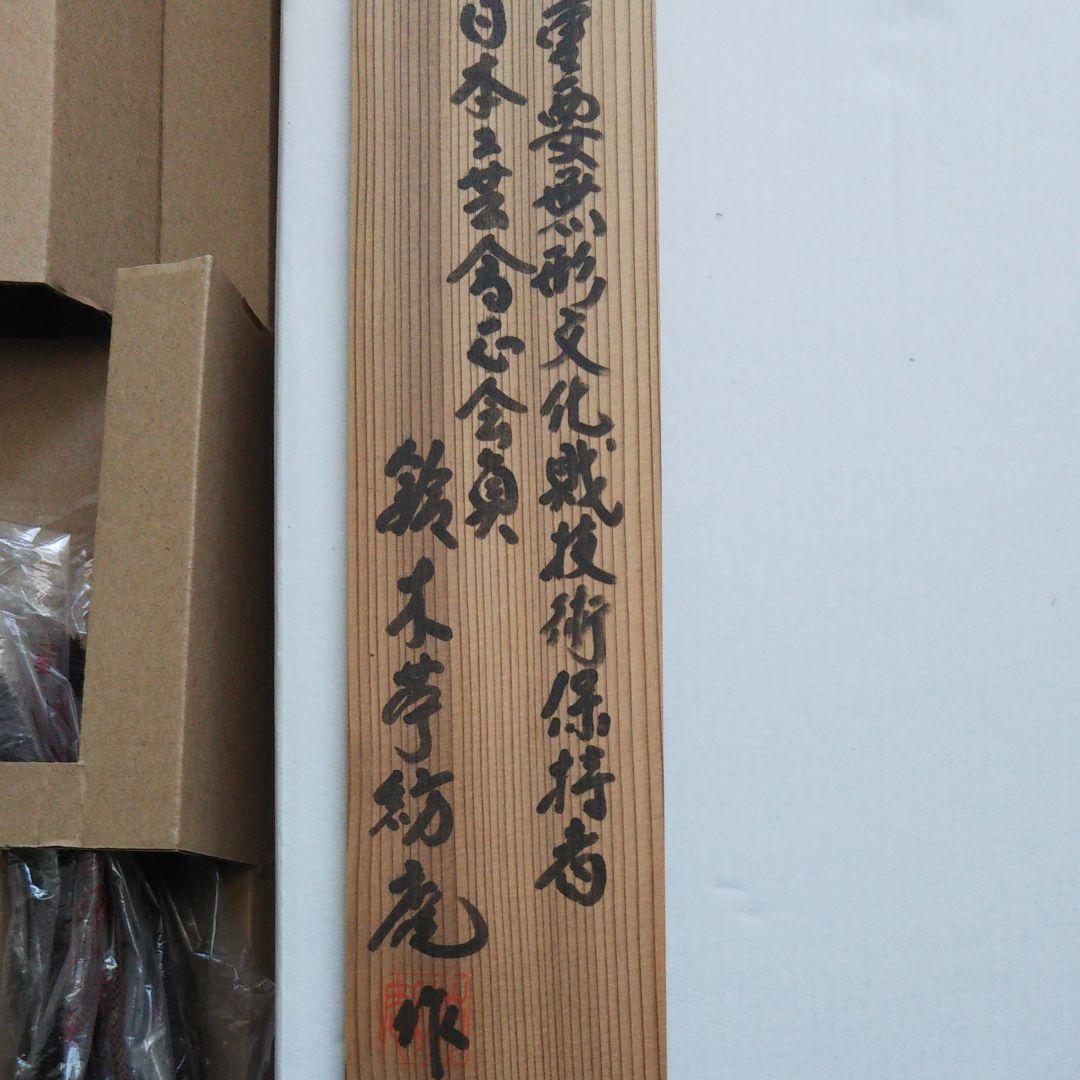 重要無形文化財技術保持者
日本工芸會正会員
鈴木苧紡庵
作